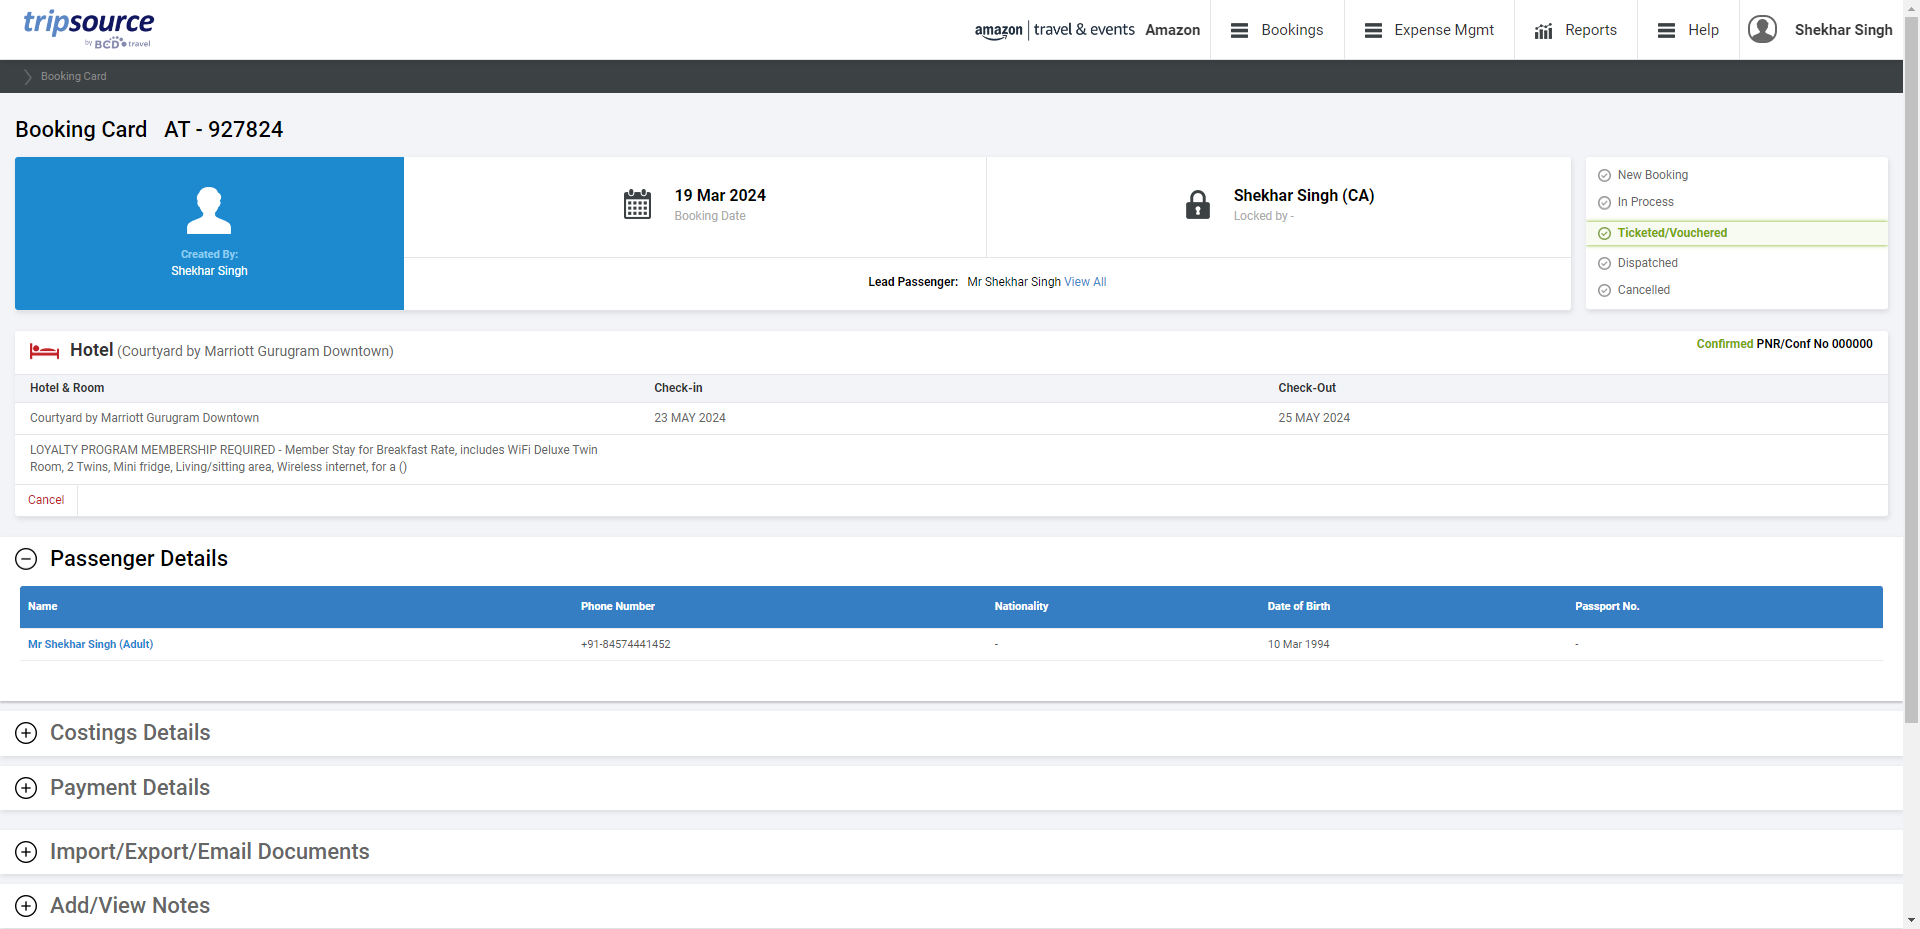 tripsource
by BCD travel
amazon | travel & events Amazon
Bookings
Expense Mgmt
Reports
Help
Shekhar Singh
Booking Card
Booking Card AT - 927824
Created By:
Shekhar Singh
19 Mar 2024
Booking Date
Shekhar Singh (CA)
Locked by -
Lead Passenger: Mr Shekhar Singh View All
New Booking
In Process
Ticketed/Vouchered
Dispatched
Cancelled
Hotel (Courtyard by Marriott Gurugram Downtown)
Confirmed PNR/Conf No 000000
Hotel & Room Check-in Check-Out
Courtyard by Marriott Gurugram Downtown 23 MAY 2024 25 MAY 2024
LOYALTY PROGRAM MEMBERSHIP REQUIRED - Member Stay for Breakfast Rate, includes WiFi Deluxe Twin
Room, 2 Twins, Mini fridge, Living/sitting area, Wireless internet, for a ()
Cancel
Passenger Details
Name Phone Number Nationality Date of Birth Passport No.
Mr Shekhar Singh (Adult) +91-84574441452 - 10 Mar 1994 -
Costings Details
Payment Details
Import/Export/Email Documents
Add/View Notes